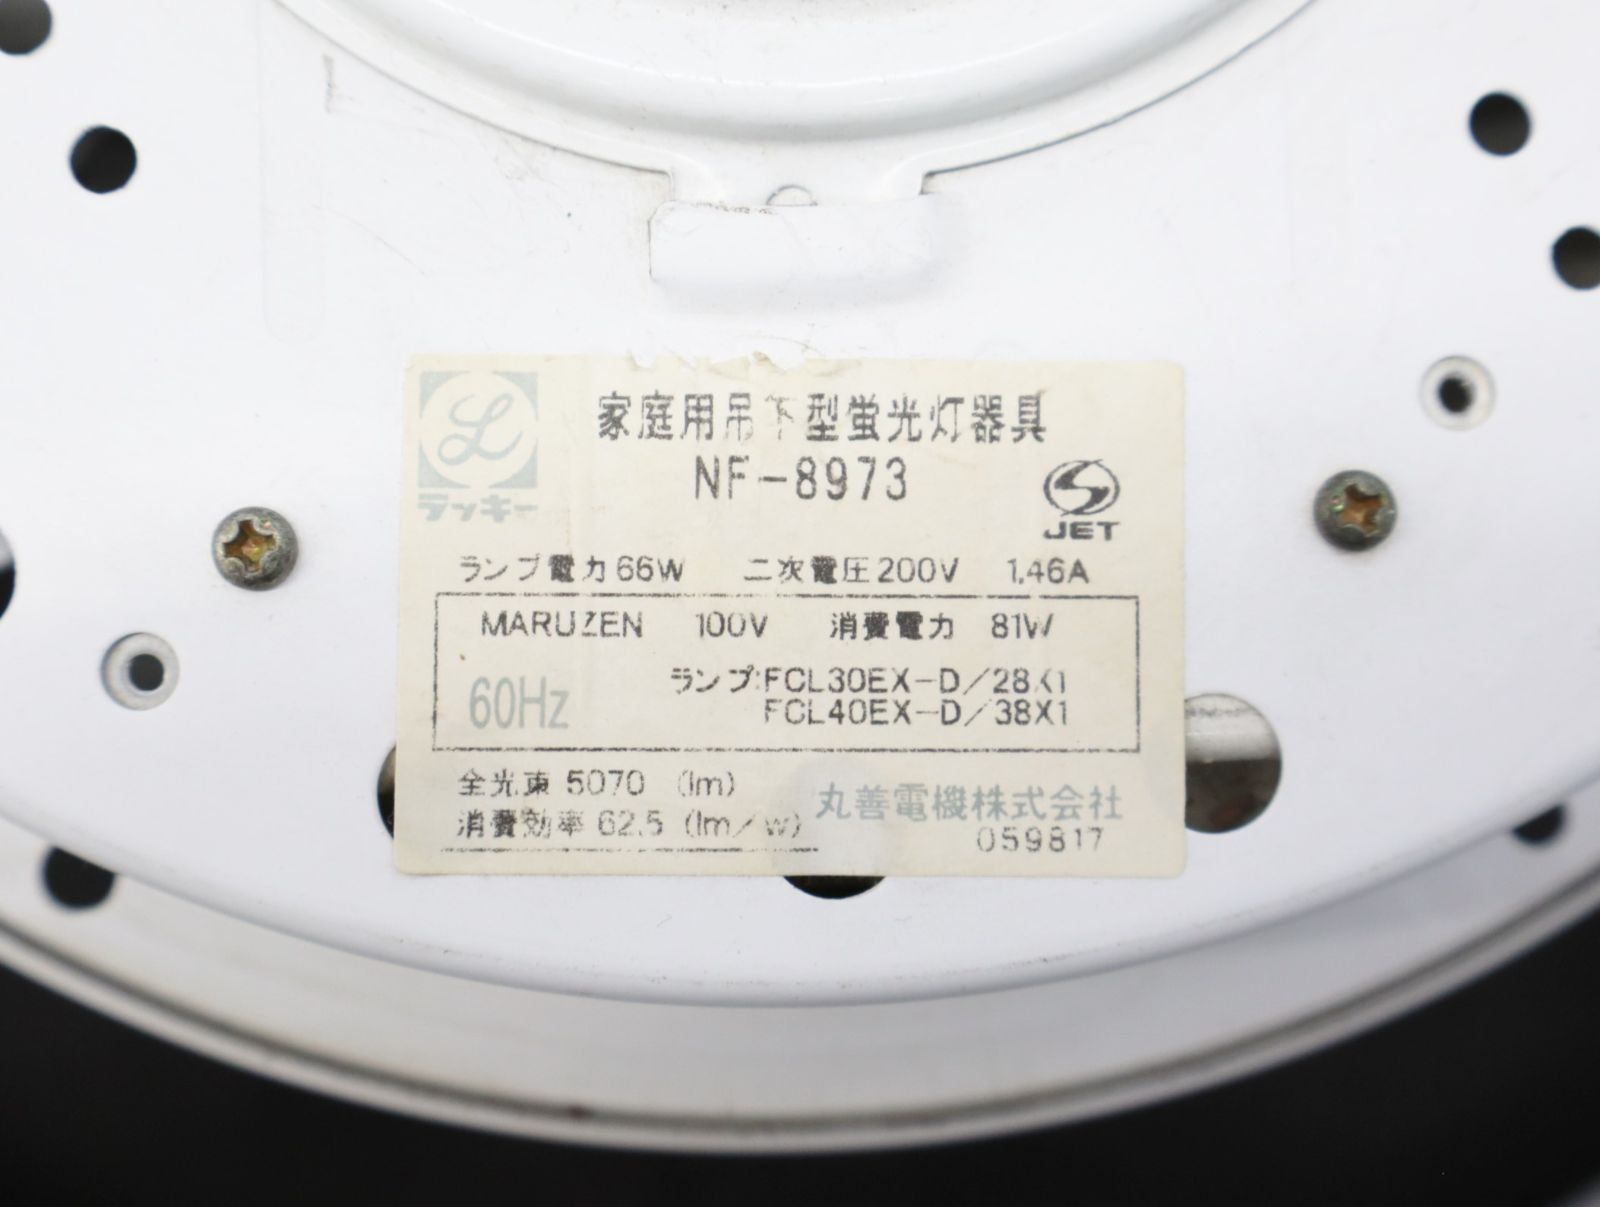 家庭用吊下型蛍光灯器具
NF-8973
ラッキー
JET
ランプ電力66W 二次電圧200V 1.46A
MARUZEN 100V 消費電力 81W
60Hz
ランプ:FCL30EX-D/28X1
FCL40EX-D/38X1
全光束 5070 (lm)
消費効率 62.5 (lm/w)
丸善電機株式会社
059817